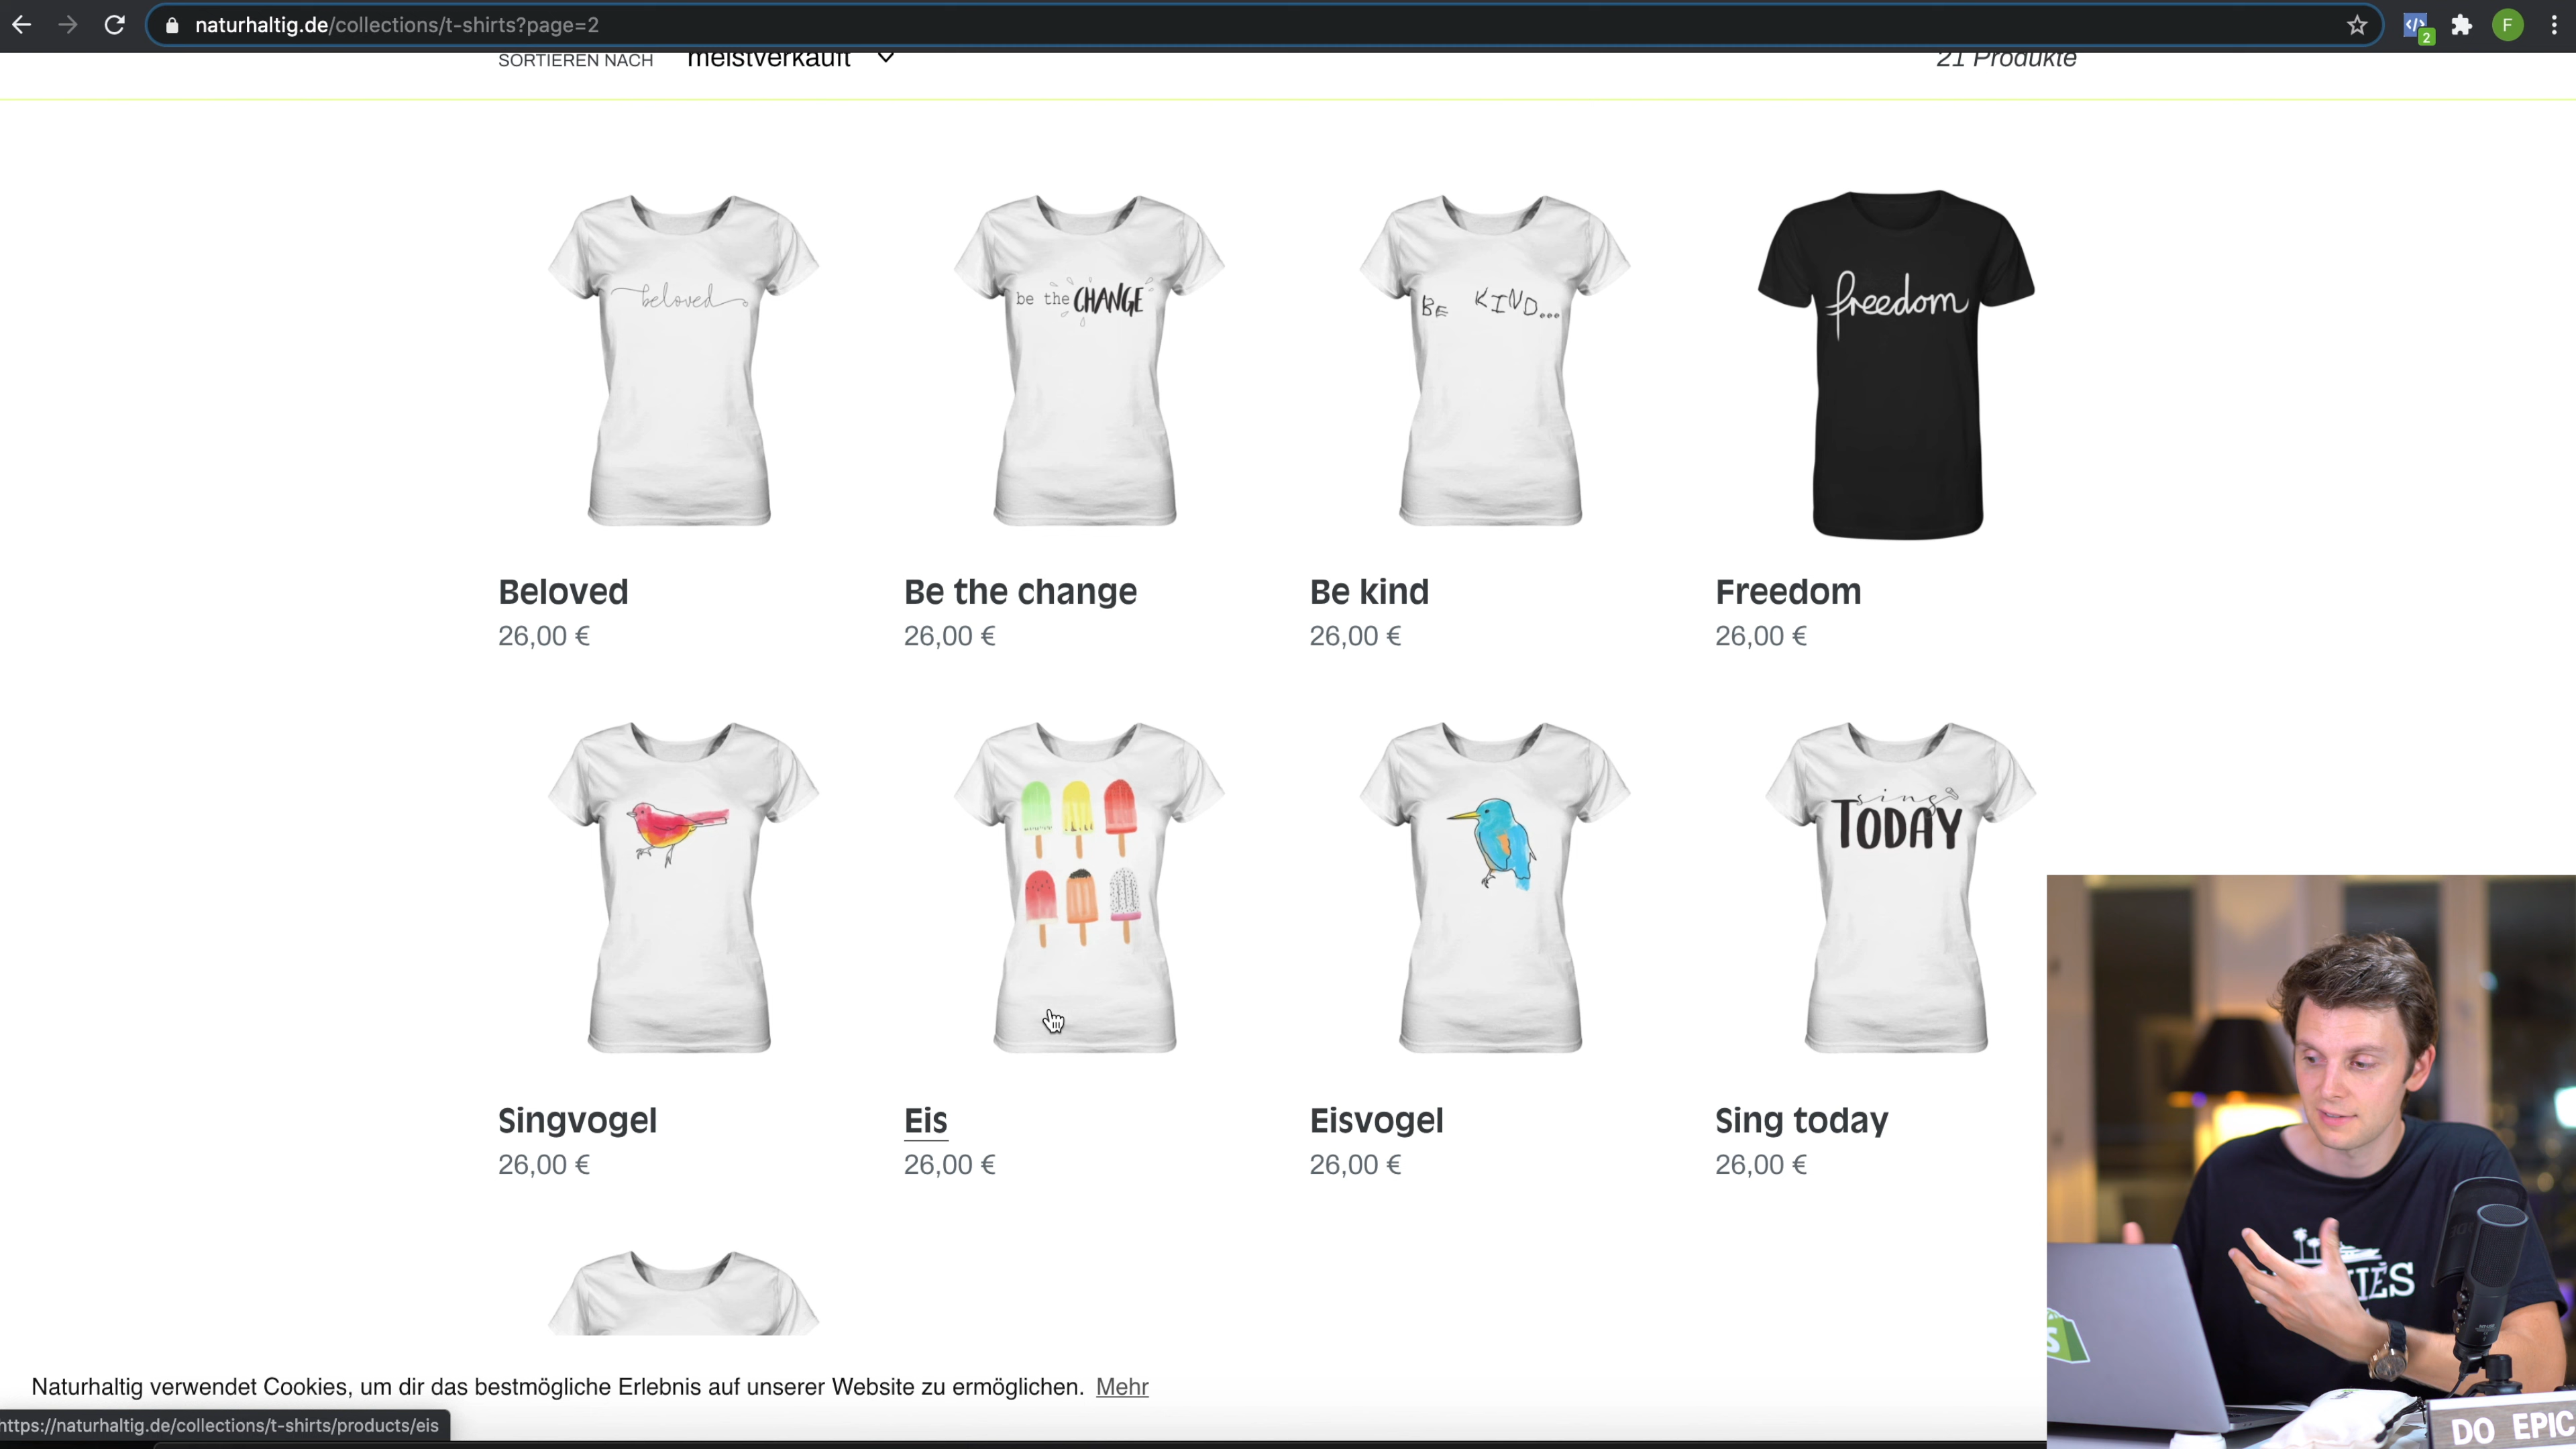 naturhaltig.de/collections/t-shirts?page=2
2
F
SORTIEREN NACH meistverkauft
21 Produkte
beloved
be the CHANGE
BE KIND...
freedom
Beloved
26,00 €
Be the change
26,00 €
Be kind
26,00 €
Freedom
26,00 €
sing
TODAY
Singvogel
26,00 €
Eis
26,00 €
Eisvogel
26,00 €
Sing today
26,00 €
Naturhaltig verwendet Cookies, um dir das bestmögliche Erlebnis auf unserer Website zu ermöglichen. Mehr
https://naturhaltig.de/collections/t-shirts/products/eis
DO EPIC